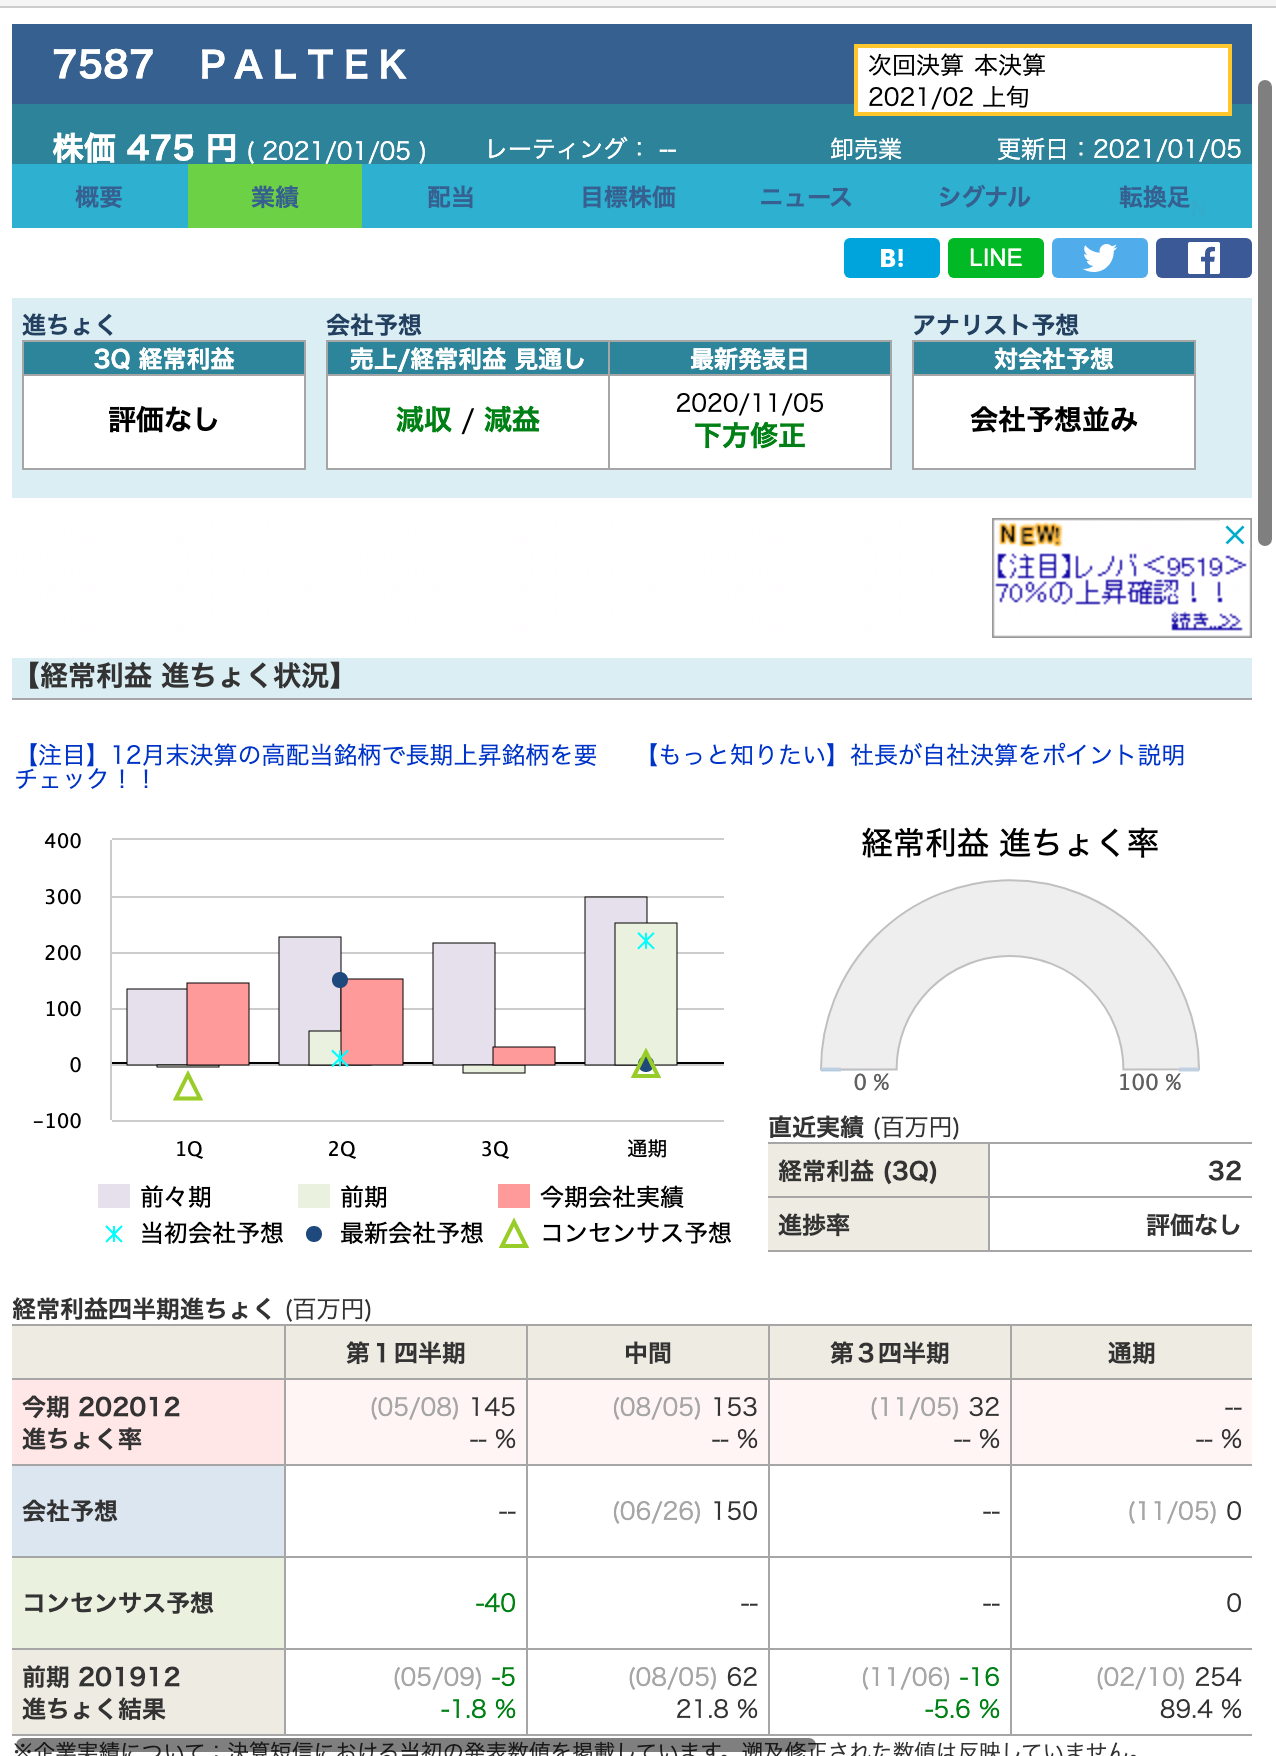 7587 PALTEK
次回決算 本決算
2021/02 上旬
株価 475 円 ( 2021/01/05 ) レーティング： -- 卸売業 更新日：2021/01/05
概要 業績 配当 目標株価 ニュース シグナル 転換足
B! LINE
進ちょく 会社予想 アナリスト予想
3Q 経常利益 売上/経常利益 見通し 最新発表日 対会社予想
評価なし 減収 / 減益 2020/11/05 会社予想並み
下方修正
NEW!
【注目】レノバ<9519>
70%の上昇確認！！
続き..>>
【経常利益 進ちょく状況】
【注目】12月末決算の高配当銘柄で長期上昇銘柄を要 【もっと知りたい】社長が自社決算をポイント説明
チェック！！
経常利益 進ちょく率
400
300
200
100
0
-100
1Q 2Q 3Q 通期
前々期 前期 今期会社実績
当初会社予想 最新会社予想 コンセンサス予想
0 % 100 %
直近実績 (百万円)
経常利益 (3Q) 32
進捗率 評価なし
経常利益四半期進ちょく (百万円)
第１四半期 中間 第３四半期 通期
今期 202012 (05/08) 145 (08/05) 153 (11/05) 32 --
進ちょく率 -- % -- % -- % -- %
会社予想 -- (06/26) 150 -- (11/05) 0
コンセンサス予想 -40 -- -- 0
前期 201912 (05/09) -5 (08/05) 62 (11/06) -16 (02/10) 254
進ちょく結果 -1.8 % 21.8 % -5.6 % 89.4 %
※企業実績について：決算短信における当初の発表数値を掲載しています。遡及修正された数値は反映していません。